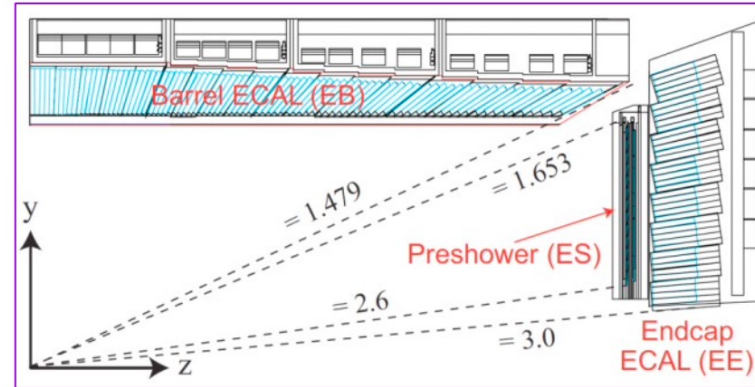 Barrel ECAL (EB)
= 1.479
= 1.653
y
Preshower (ES)
= 2.6
= 3.0
z
Endcap
ECAL (EE)